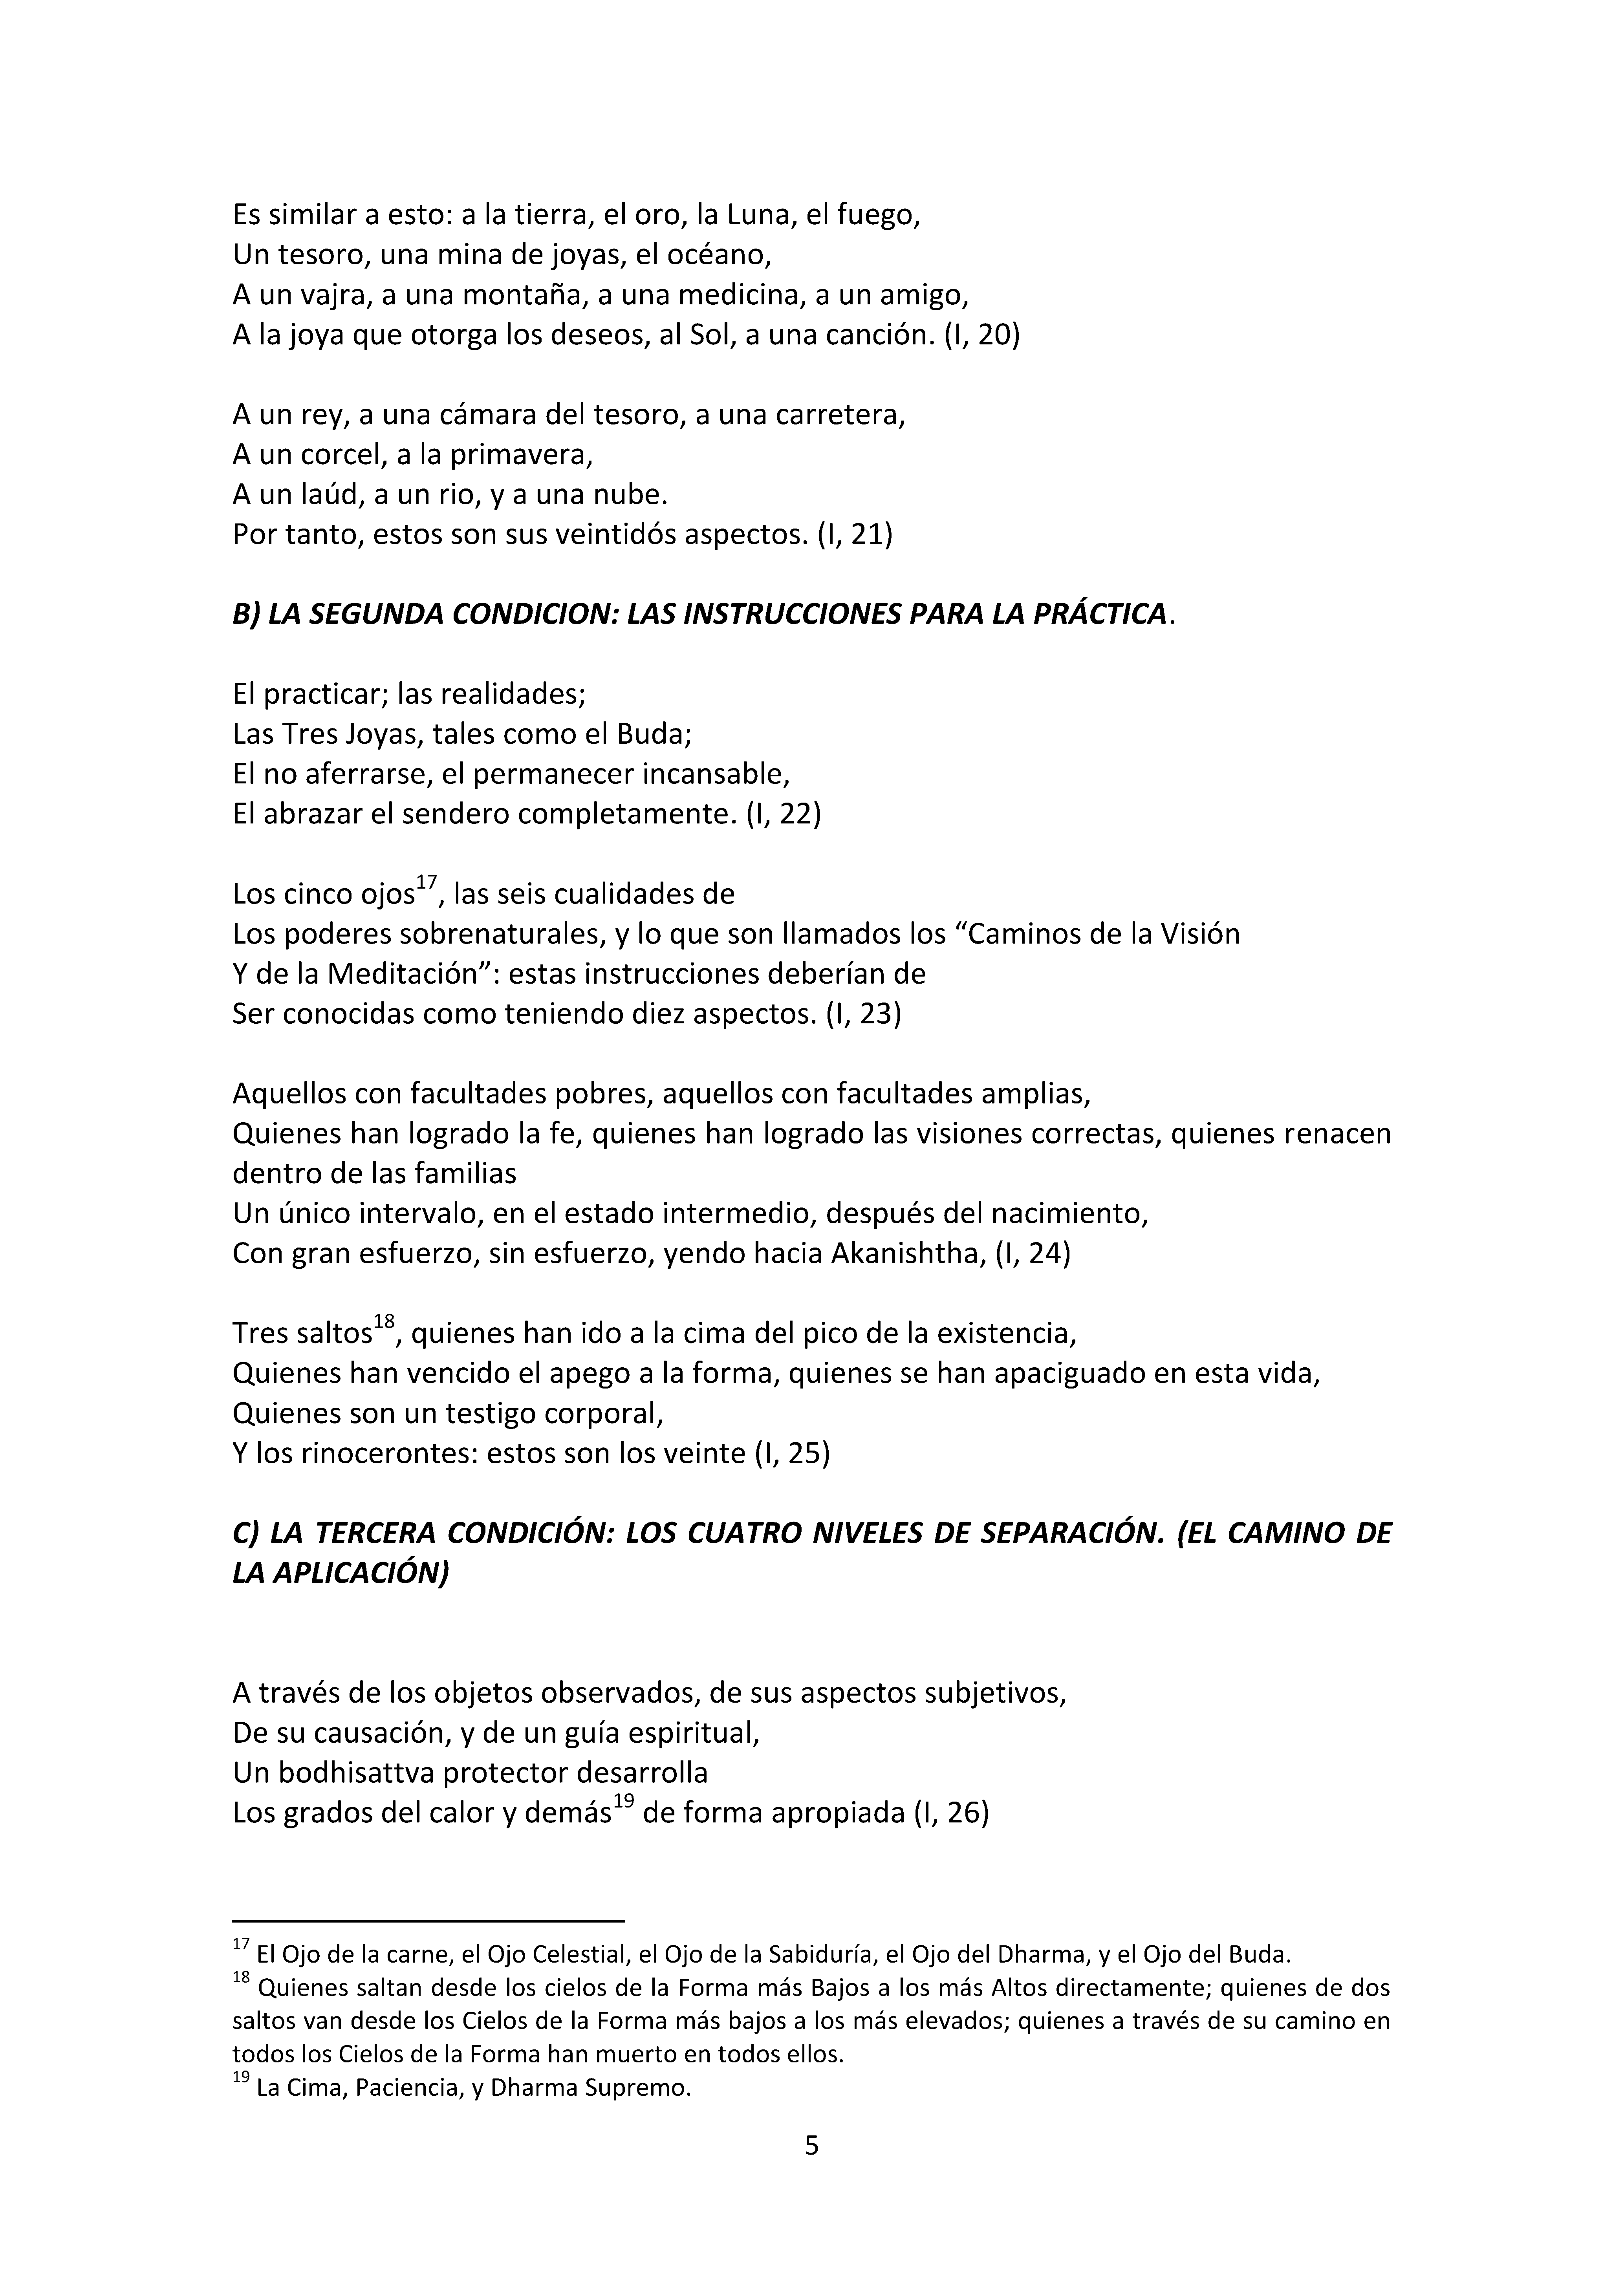 Es similar a esto: a la tierra, el oro, la Luna, el fuego,
Un tesoro, una mina de joyas, el océano,
A un vajra, a una montaña, a una medicina, a un amigo,
A la joya que otorga los deseos, al Sol, a una canción. (I, 20)
A un rey, a una cámara del tesoro, a una carretera,
A un corcel, a la primavera,
A un laúd, a un rio, y a una nube.
Por tanto, estos son sus veintidós aspectos. (I, 21)
B) LA SEGUNDA CONDICION: LAS INSTRUCCIONES PARA LA PRÁCTICA.
El practicar; las realidades;
Las Tres Joyas, tales como el Buda;
El no aferrarse, el permanecer incansable,
El abrazar el sendero completamente. (I, 22)
Los cinco ojos17, las seis cualidades de
Los poderes sobrenaturales, y lo que son llamados los “Caminos de la Visión
Y de la Meditación”: estas instrucciones deberían de
Ser conocidas como teniendo diez aspectos. (I, 23)
Aquellos con facultades pobres, aquellos con facultades amplias,
Quienes han logrado la fe, quienes han logrado las visiones correctas, quienes renacen
dentro de las familias
Un único intervalo, en el estado intermedio, después del nacimiento,
Con gran esfuerzo, sin esfuerzo, yendo hacia Akanishtha, (I, 24)
Tres saltos18, quienes han ido a la cima del pico de la existencia,
Quienes han vencido el apego a la forma, quienes se han apaciguado en esta vida,
Quienes son un testigo corporal,
Y los rinocerontes: estos son los veinte (I, 25)
C) LA TERCERA CONDICIÓN: LOS CUATRO NIVELES DE SEPARACIÓN. (EL CAMINO DE
LA APLICACIÓN)
A través de los objetos observados, de sus aspectos subjetivos,
De su causación, y de un guía espiritual,
Un bodhisattva protector desarrolla
Los grados del calor y demás19 de forma apropiada (I, 26)
17 El Ojo de la carne, el Ojo Celestial, el Ojo de la Sabiduría, el Ojo del Dharma, y el Ojo del Buda.
18 Quienes saltan desde los cielos de la Forma más Bajos a los más Altos directamente; quienes de dos
saltos van desde los Cielos de la Forma más bajos a los más elevados; quienes a través de su camino en
todos los Cielos de la Forma han muerto en todos ellos.
19 La Cima, Paciencia, y Dharma Supremo.
5